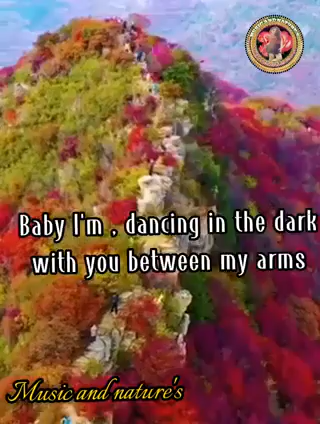 Baby I'm , dancing in the dark
with you between my arms
Music and nature's